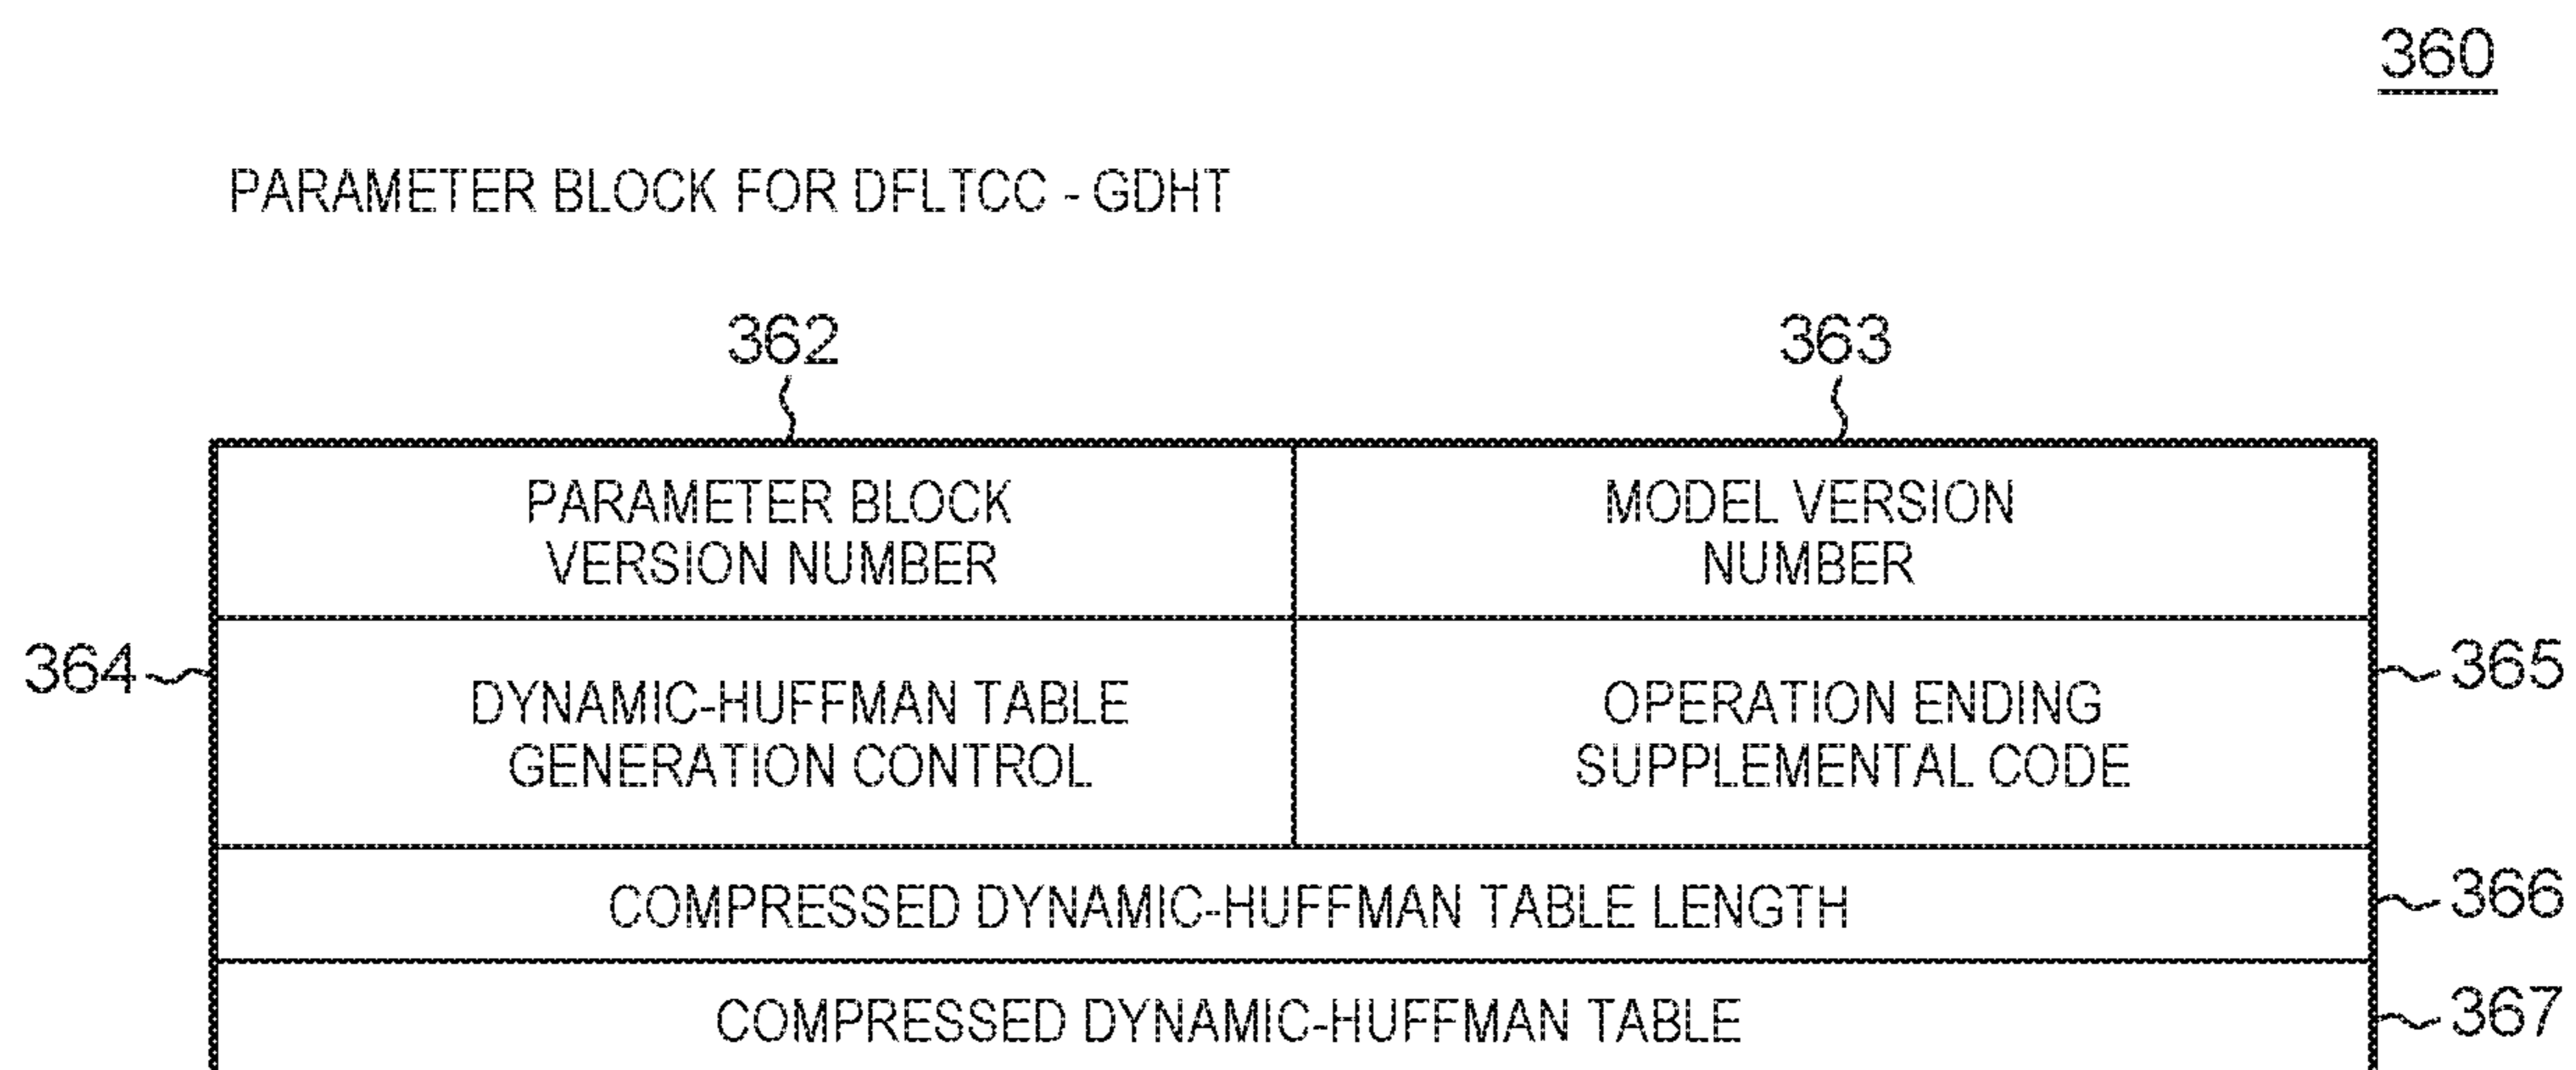 360
PARAMETER BLOCK FOR DFLTCC - GDHT
362
363
PARAMETER BLOCK
VERSION NUMBER
MODEL VERSION
NUMBER
364
DYNAMIC-HUFFMAN TABLE
GENERATION CONTROL
OPERATION ENDING
SUPPLEMENTAL CODE
365
COMPRESSED DYNAMIC-HUFFMAN TABLE LENGTH
366
COMPRESSED DYNAMIC-HUFFMAN TABLE
367